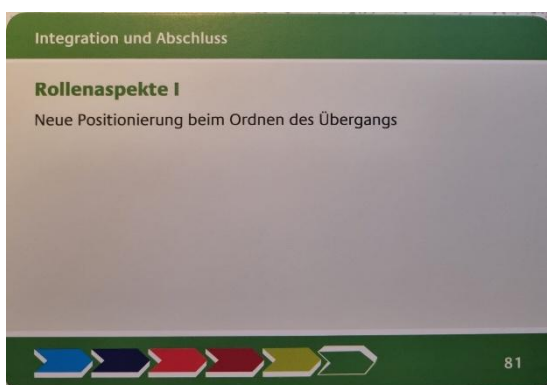 Integration und Abschluss
Rollenaspekte I
Neue Positionierung beim Ordnen des Übergangs
81